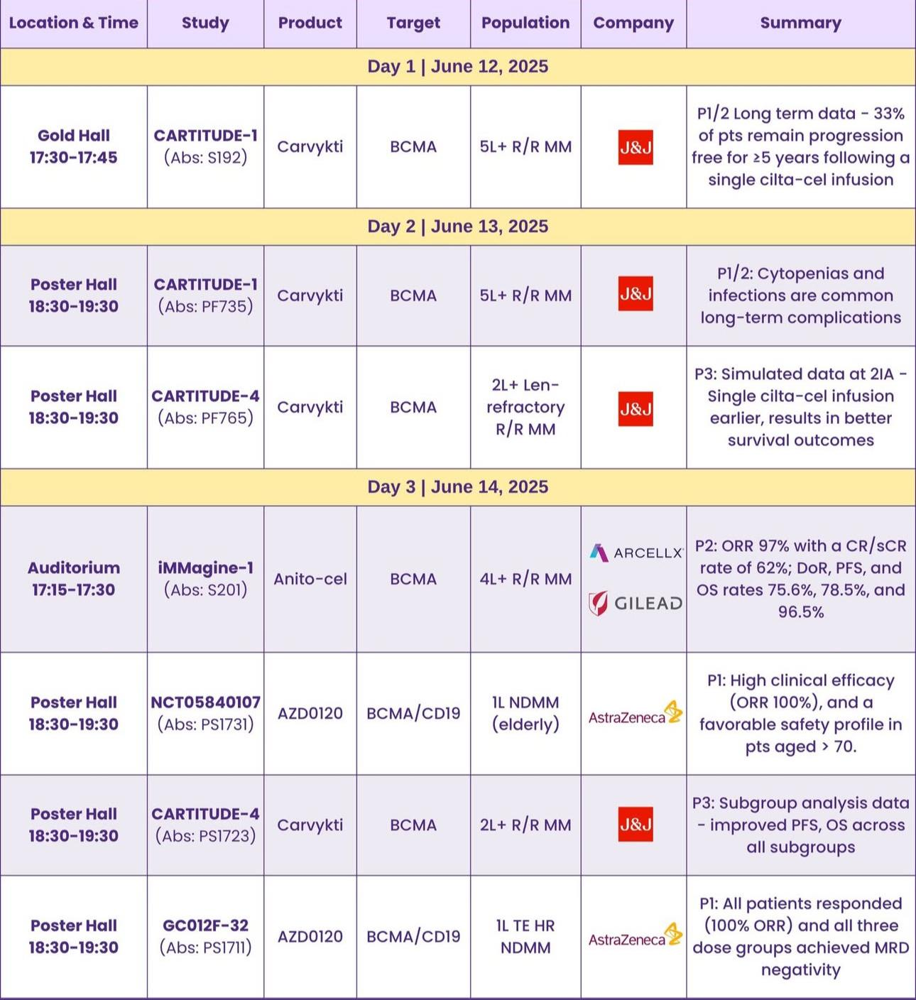 Location & Time Study Product Target Population Company Summary
Day 1 | June 12, 2025
Gold Hall
17:30-17:45
CARTITUDE-1
(Abs: S192)
Carvykti
BCMA
5L+ R/R MM
J&J
P1/2 Long term data - 33%
of pts remain progression
free for ≥5 years following a
single cilta-cel infusion
Day 2 | June 13, 2025
Poster Hall
18:30-19:30
CARTITUDE-1
(Abs: PF735)
Carvykti
BCMA
5L+ R/R MM
J&J
P1/2: Cytopenias and
infections are common
long-term complications
Poster Hall
18:30-19:30
CARTITUDE-4
(Abs: PF765)
Carvykti
BCMA
2L+ Len-
refractory
R/R MM
J&J
P3: Simulated data at 2IA -
Single cilta-cel infusion
earlier, results in better
survival outcomes
Day 3 | June 14, 2025
Auditorium
17:15-17:30
iMMagine-1
(Abs: S201)
Anito-cel
BCMA
4L+ R/R MM
ARCELLX
GILEAD
P2: ORR 97% with a CR/sCR
rate of 62%; DoR, PFS, and
OS rates 75.6%, 78.5%, and
96.5%
Poster Hall
18:30-19:30
NCT05840107
(Abs: PS1731)
AZD0120
BCMA/CD19
1L NDMM
(elderly)
AstraZeneca
P1: High clinical efficacy
(ORR 100%), and a
favorable safety profile in
pts aged > 70.
Poster Hall
18:30-19:30
CARTITUDE-4
(Abs: PS1723)
Carvykti
BCMA
2L+ R/R MM
J&J
P3: Subgroup analysis data
- improved PFS, OS across
all subgroups
Poster Hall
18:30-19:30
GC012F-32
(Abs: PS1711)
AZD0120
BCMA/CD19
1L TE HR
NDMM
AstraZeneca
P1: All patients responded
(100% ORR) and all three
dose groups achieved MRD
negativity